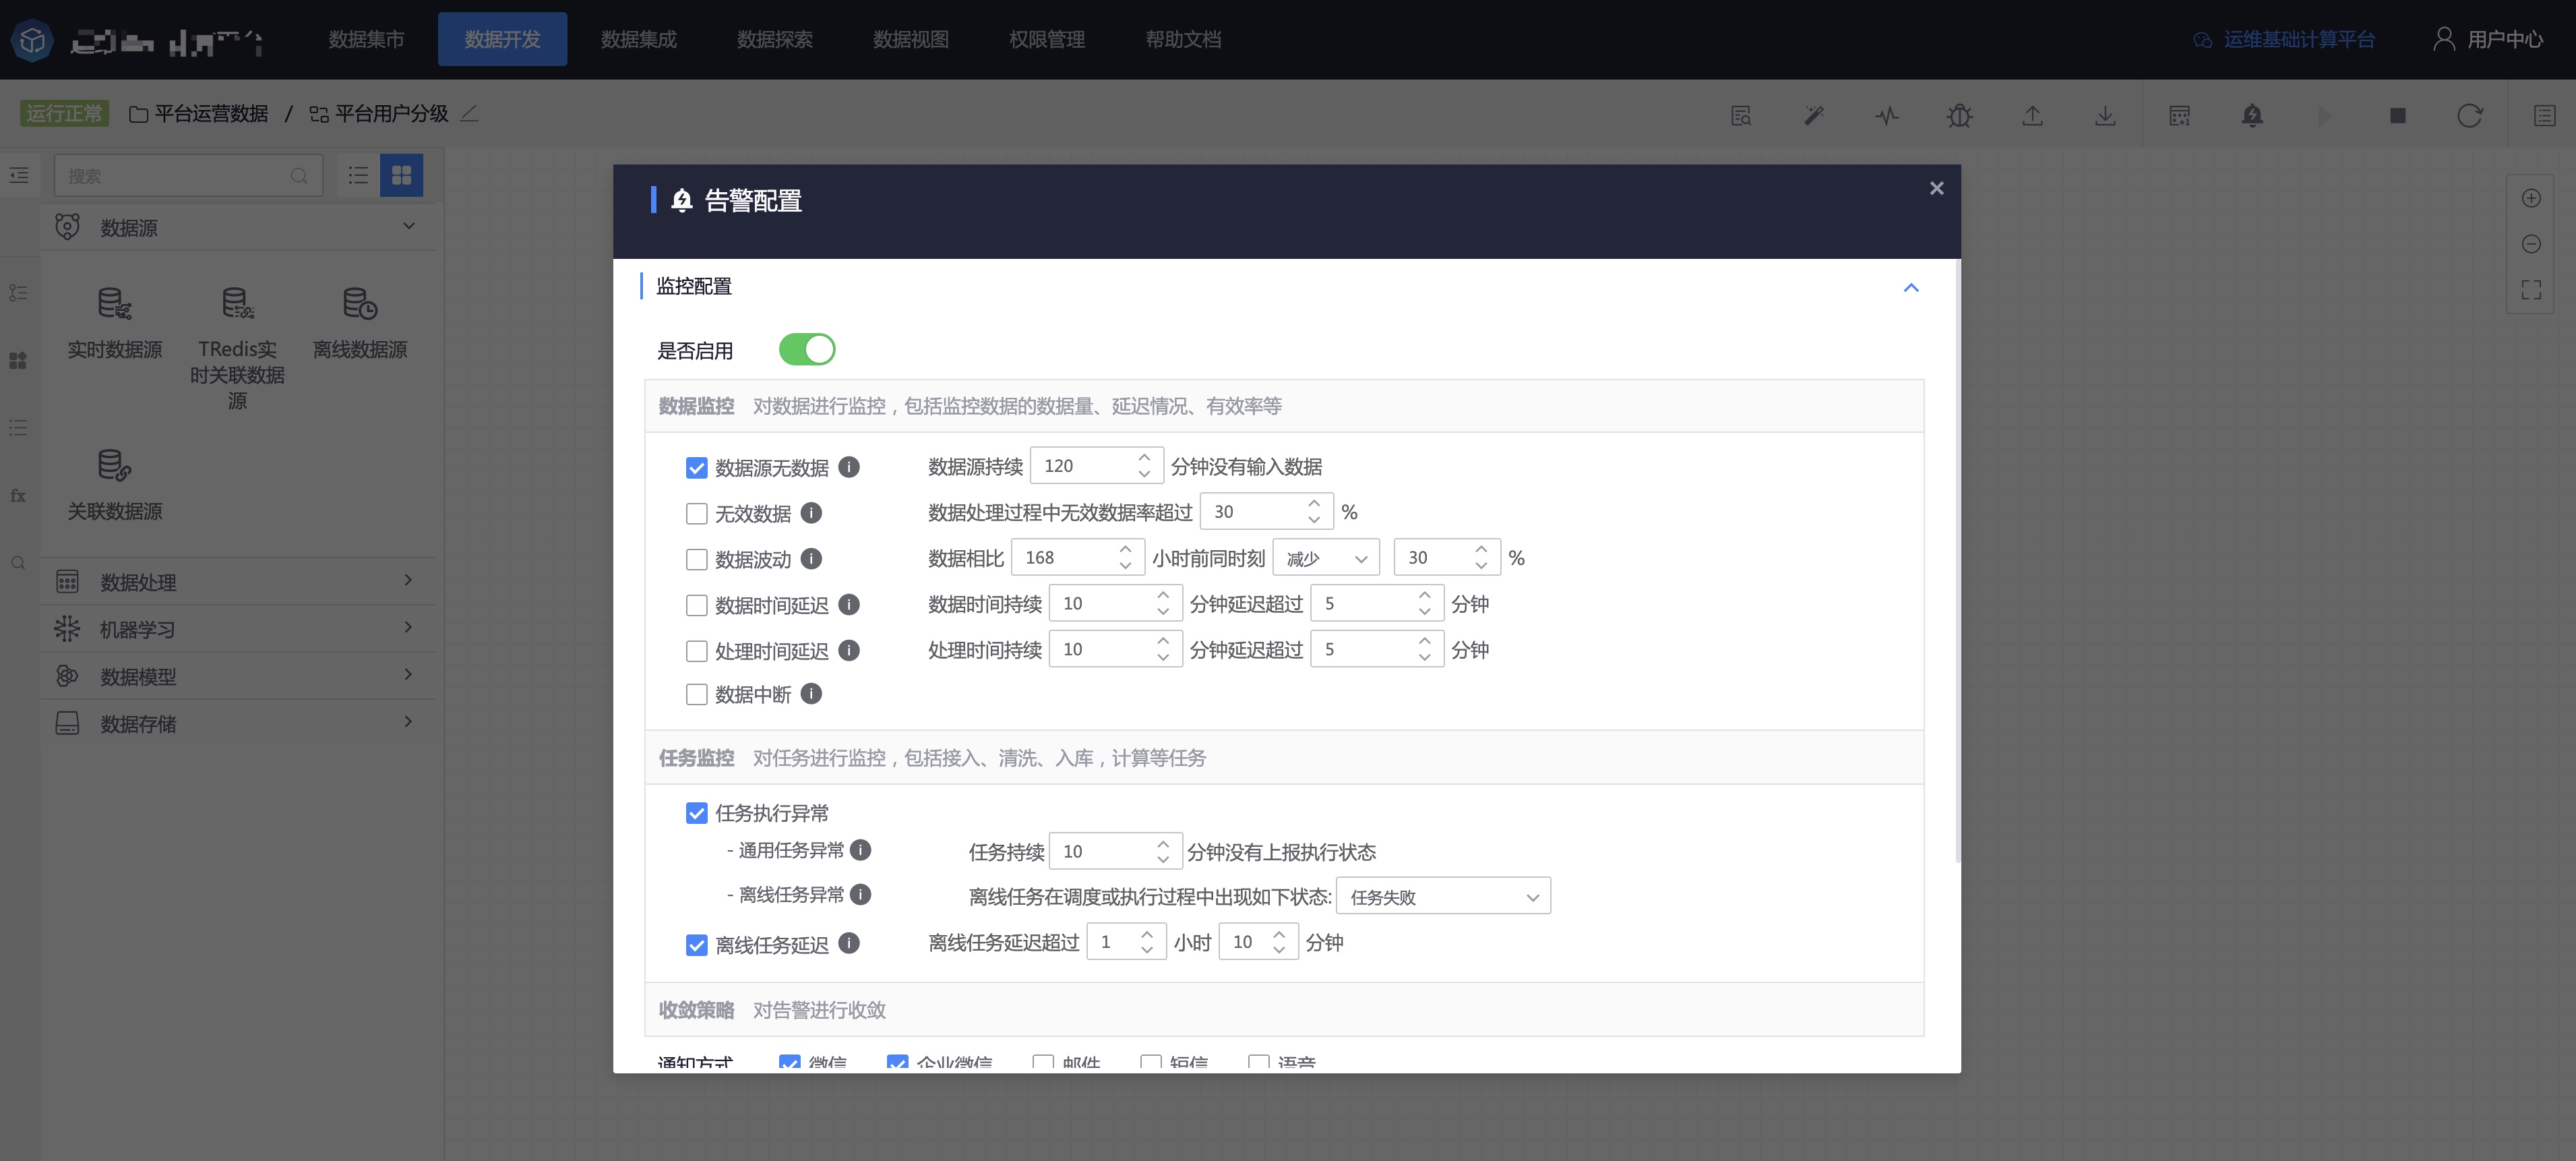 数据集市 数据开发 数据集成 数据探索 数据视图 权限管理 帮助文档 运维基础计算平台 用户中心
运行正常 平台运营数据 / 平台用户分级
搜索
数据源
实时数据源 TRedis实时关联数据源 离线数据源
关联数据源
fx
数据处理
机器学习
数据模型
数据存储
告警配置
监控配置
是否启用
数据监控 对数据进行监控，包括监控数据的数据量、延迟情况、有效率等
数据源无数据 数据源持续 120 分钟没有输入数据
无效数据 数据处理过程中无效数据率超过 30 %
数据波动 数据相比 168 小时前同时刻 减少 30 %
数据时间延迟 数据时间持续 10 分钟延迟超过 5 分钟
处理时间延迟 处理时间持续 10 分钟延迟超过 5 分钟
数据中断
任务监控 对任务进行监控，包括接入、清洗、入库，计算等任务
任务执行异常
- 通用任务异常 任务持续 10 分钟没有上报执行状态
- 离线任务异常 离线任务在调度或执行过程中出现如下状态: 任务失败
离线任务延迟 离线任务延迟超过 1 小时 10 分钟
收敛策略 对告警进行收敛
通知方式 微信 企业微信 邮件 短信 语音